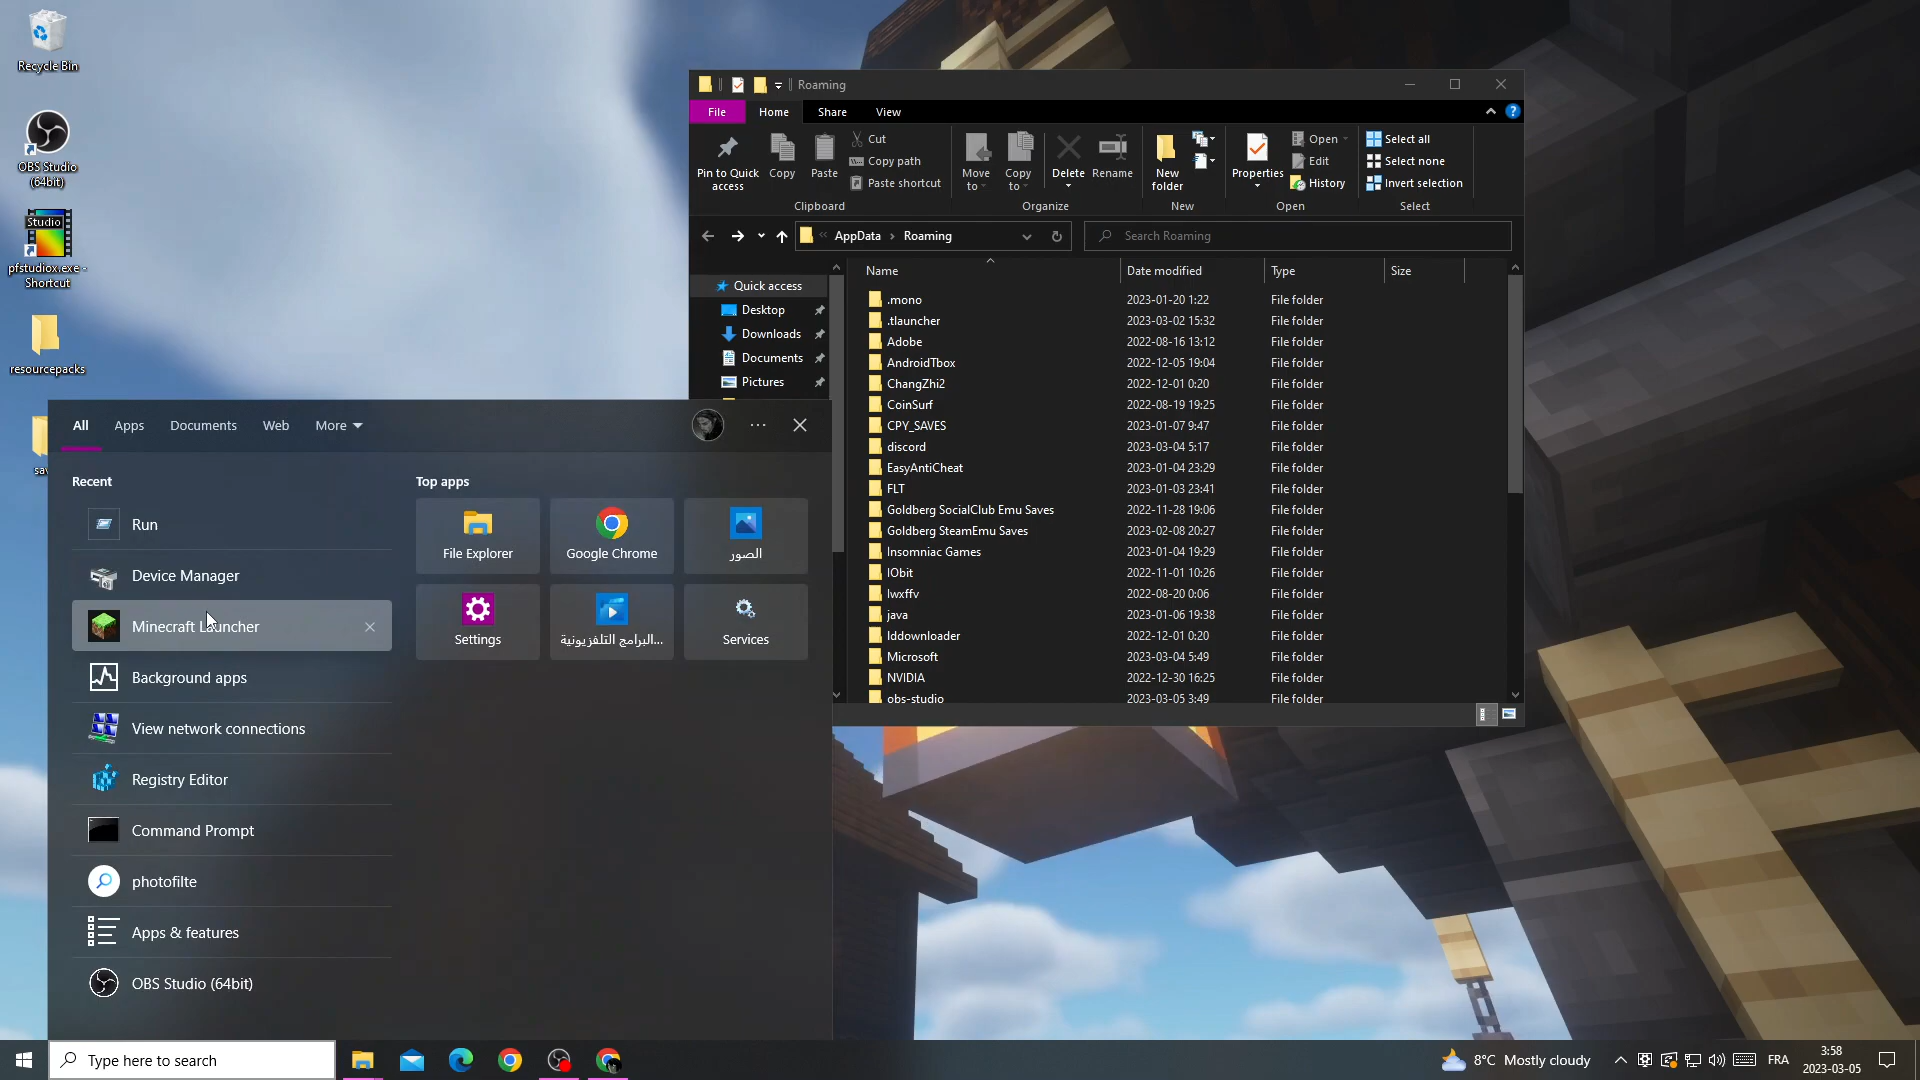 Recycle Bin
OBS Studio
(64bit)
Studio
pfstudiox.exe -
Shortcut
resourcepacks
sav
Roaming
File
Home
Share
View
Pin to Quick
access
Copy
Paste
Cut
Copy path
Paste shortcut
Clipboard
Move
to
Copy
to
Delete
Rename
Organize
New
folder
New
Properties
Open
Edit
History
Open
Select all
Select none
Invert selection
Select
AppData
Roaming
Search Roaming
Quick access
Desktop
Downloads
Documents
Pictures
Name Date modified Type Size
.mono 2023-01-20 1:22 File folder
.tlauncher 2023-03-02 15:32 File folder
Adobe 2022-08-16 13:12 File folder
AndroidTbox 2022-12-05 19:04 File folder
ChangZhi2 2022-12-01 0:20 File folder
CoinSurf 2022-08-19 19:25 File folder
CPY_SAVES 2023-01-07 9:47 File folder
discord 2023-03-04 5:17 File folder
EasyAntiCheat 2023-01-04 23:29 File folder
FLT 2023-01-03 23:41 File folder
Goldberg SocialClub Emu Saves 2022-11-28 19:06 File folder
Goldberg SteamEmu Saves 2023-02-08 20:27 File folder
Insomniac Games 2023-01-04 19:29 File folder
IObit 2022-11-01 10:26 File folder
lwxffv 2022-08-20 0:06 File folder
java 2023-01-06 19:38 File folder
lddownloader 2022-12-01 0:20 File folder
Microsoft 2023-03-04 5:49 File folder
NVIDIA 2022-12-30 16:25 File folder
obs-studio 2023-03-05 3:49 File folder
All
Apps
Documents
Web
More
Recent
Run
Device Manager
Minecraft Launcher
Background apps
View network connections
Registry Editor
Command Prompt
photofilte
Apps & features
OBS Studio (64bit)
Top apps
File Explorer
Google Chrome
الصور
Settings
البرامج التلفزيونية...
Services
Type here to search
8°C Mostly cloudy
FRA
3:58
2023-03-05